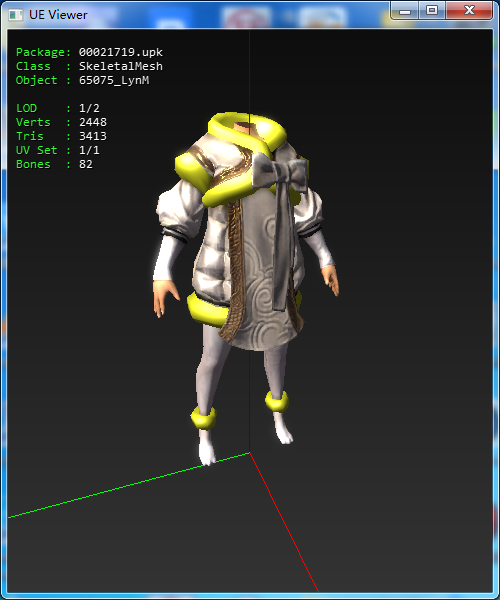 UE Viewer
Package: 00021719.upk
Class : SkeletalMesh
Object : 65075_LynM
LOD : 1/2
Verts : 2448
Tris : 3413
UV Set : 1/1
Bones : 82